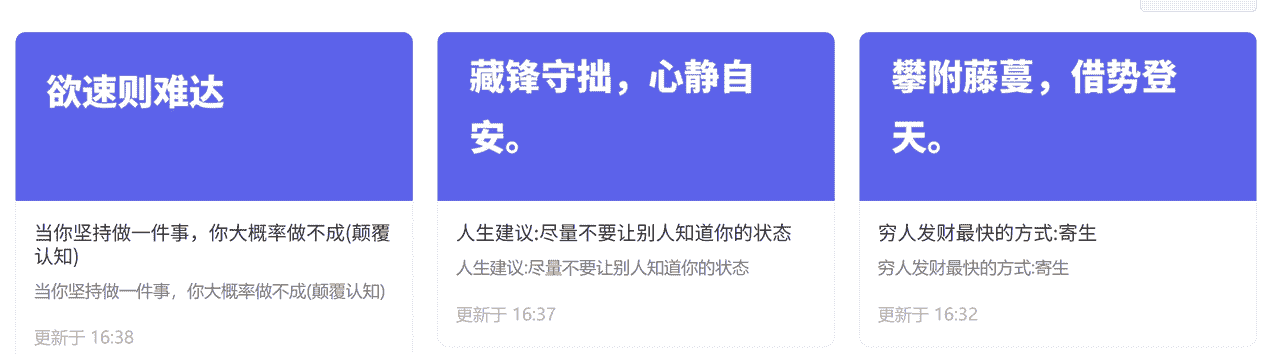 欲速则难达
当你坚持做一件事，你大概率做不成(颠覆
认知)
当你坚持做一件事，你大概率做不成(颠覆认知)
更新于 16:38
藏锋守拙，心静自
安。
人生建议:尽量不要让别人知道你的状态
人生建议:尽量不要让别人知道你的状态
更新于 16:37
攀附藤蔓，借势登
天。
穷人发财最快的方式:寄生
穷人发财最快的方式:寄生
更新于 16:32